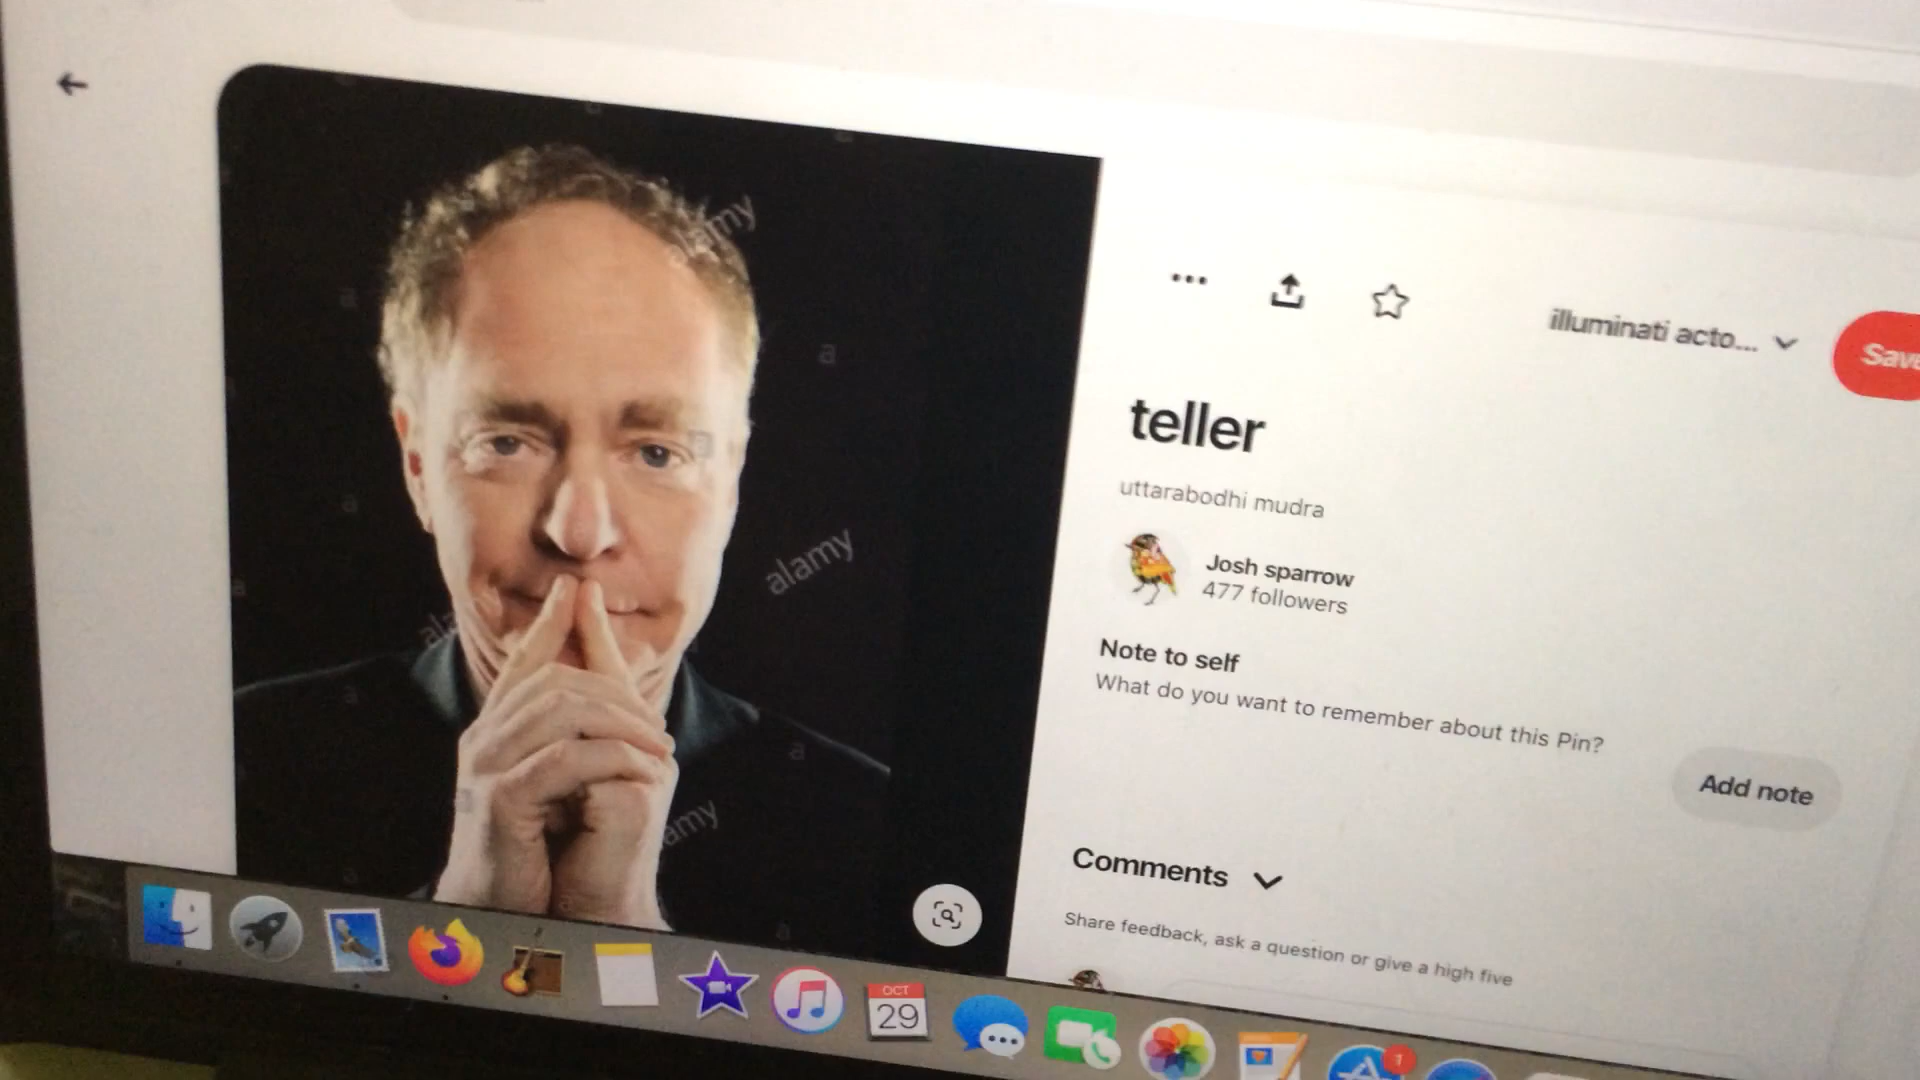 illuminati acto...
Save
teller
uttarabodhi mudra
Josh sparrow
477 followers
Note to self
What do you want to remember about this Pin?
Add note
Comments
Share feedback, ask a question or give a high five
alamy
alamy
OCT
29
1